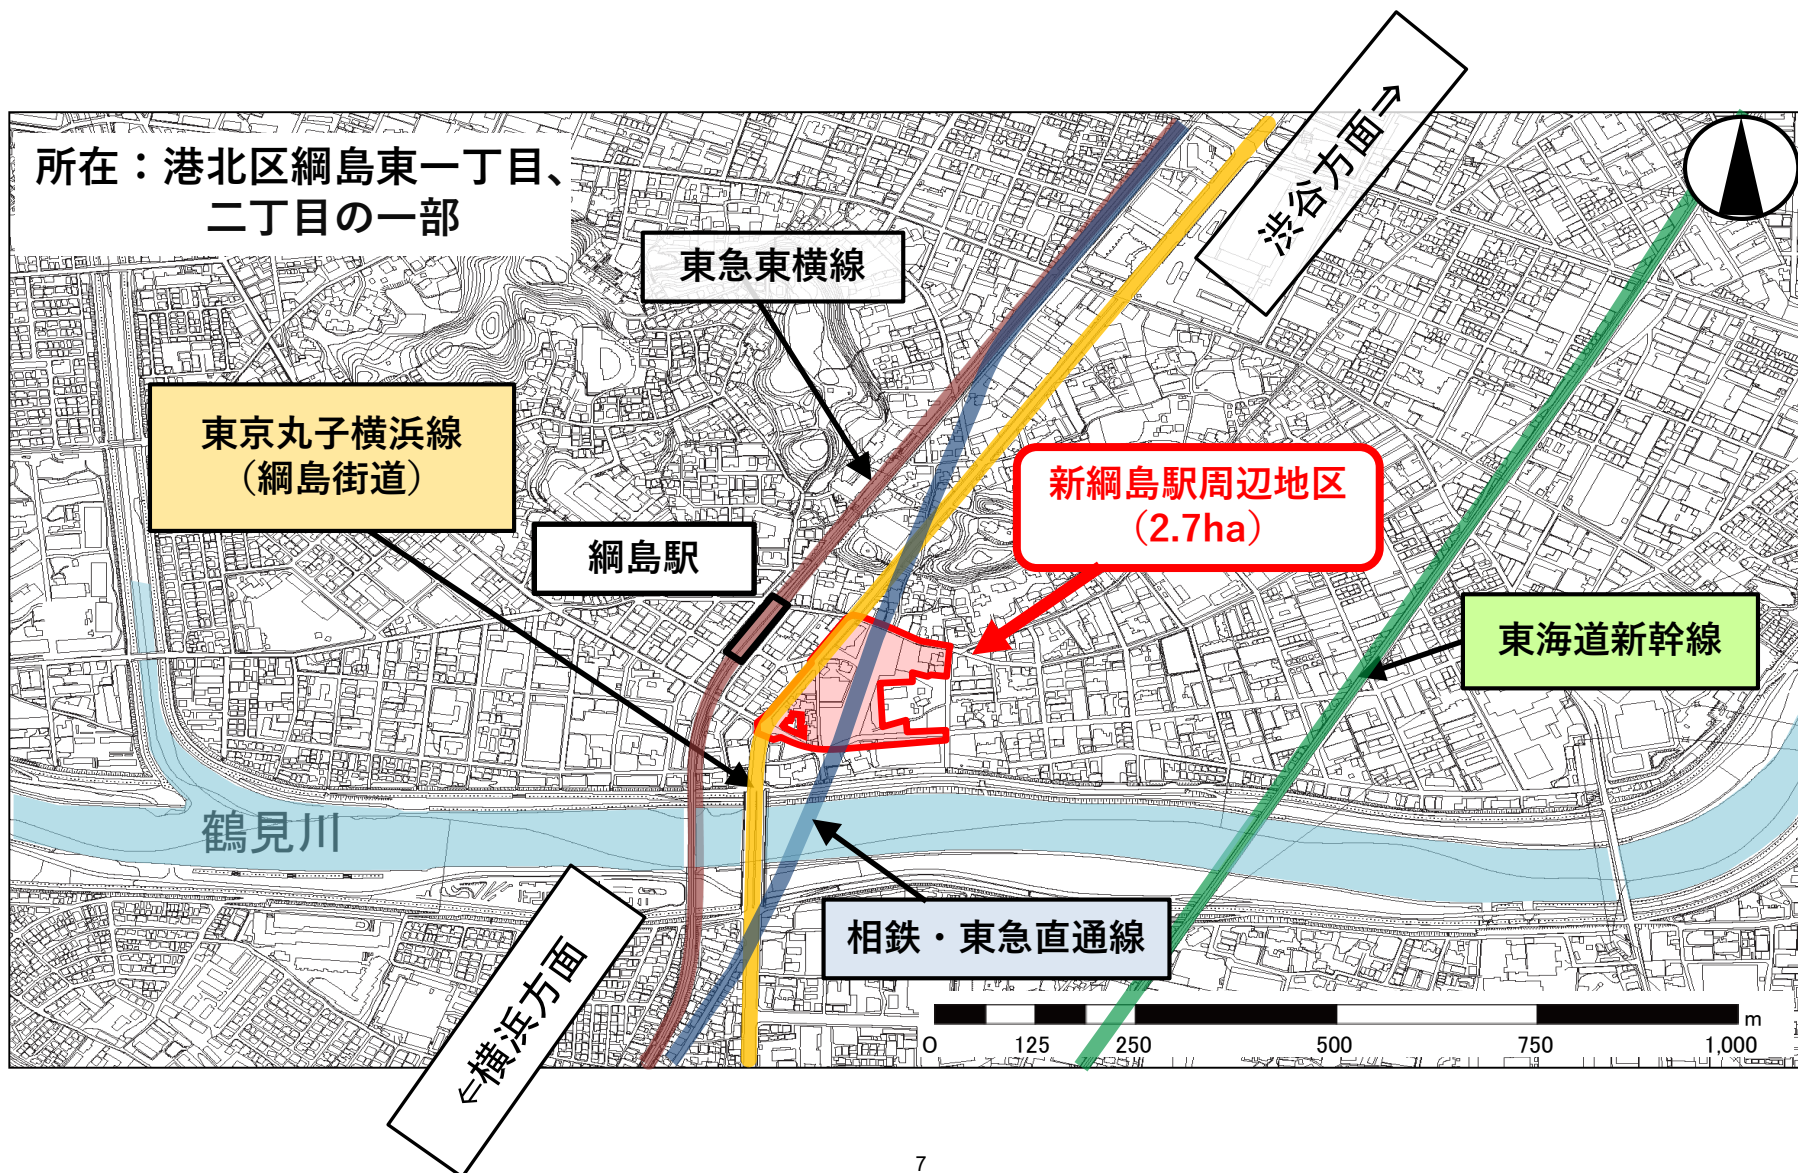 所在：港北区綱島東一丁目、
二丁目の一部
渋谷方面⇒
東急東横線
東京丸子横浜線
（綱島街道）
新綱島駅周辺地区
（2.7ha）
綱島駅
東海道新幹線
鶴見川
相鉄・東急直通線
⇐横浜方面
0 125 250 500 750 1,000 m
7